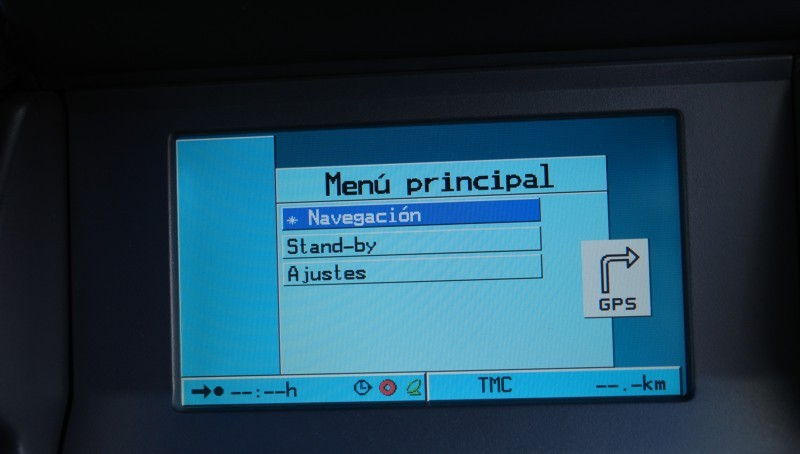 Menú principal
✳ Navegación
Stand-by
Ajustes
GPS
--:--h
TMC
--.-km